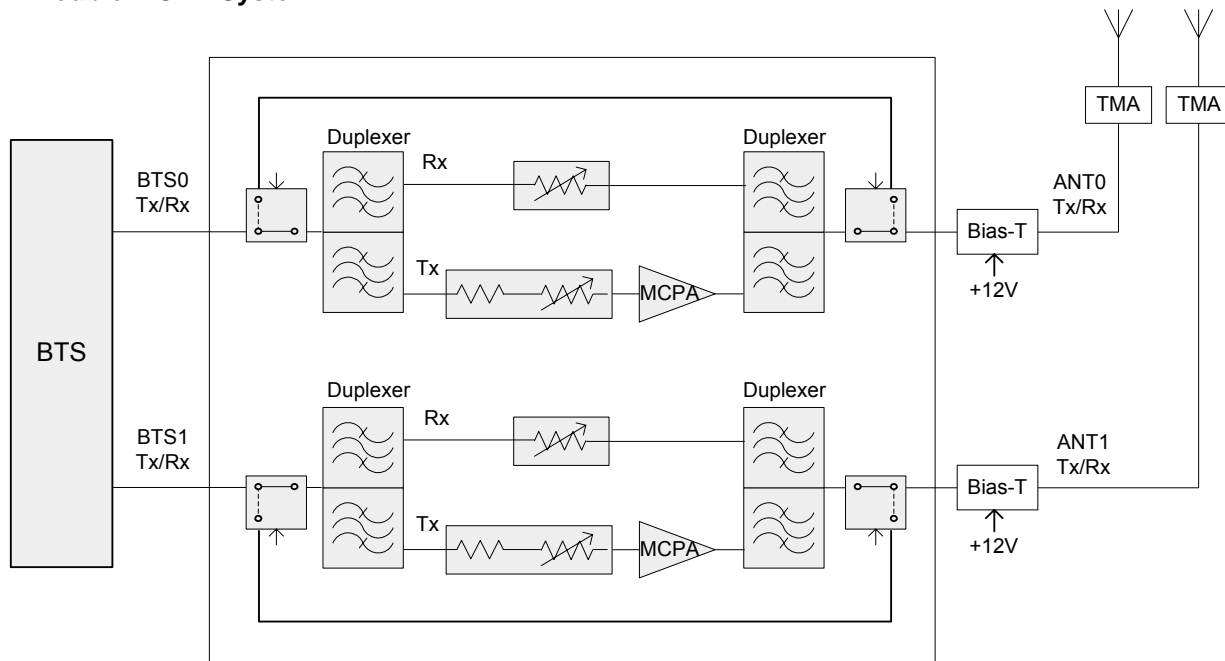 TMA
TMA
Duplexer
Duplexer
Rx
BTS0
Tx/Rx
ANT0
Tx/Rx
Bias-T
Tx
MCPA
+12V
BTS
Duplexer
Duplexer
Rx
BTS1
Tx/Rx
ANT1
Tx/Rx
Bias-T
Tx
MCPA
+12V